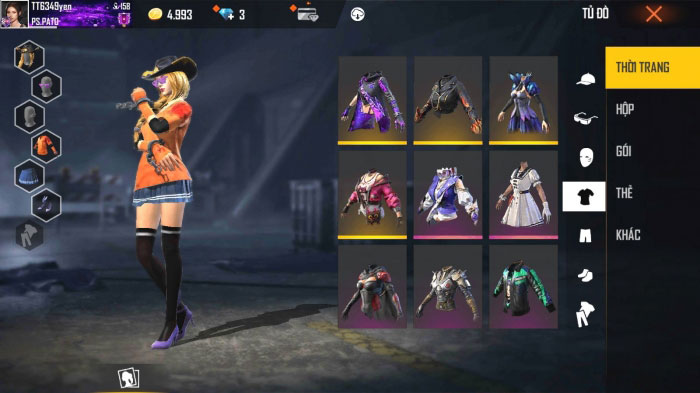 TT6349yen
158
PS.PATO
4.993
3
TỦ ĐỒ
THỜI TRANG
HỘP
GÓI
THẺ
KHÁC